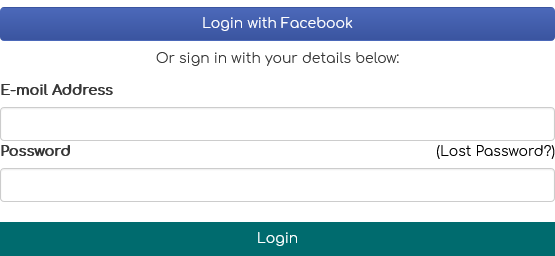 Login with Facebook
Or sign in with your details below:
E-mail Address
Password (Lost Password?)
Login